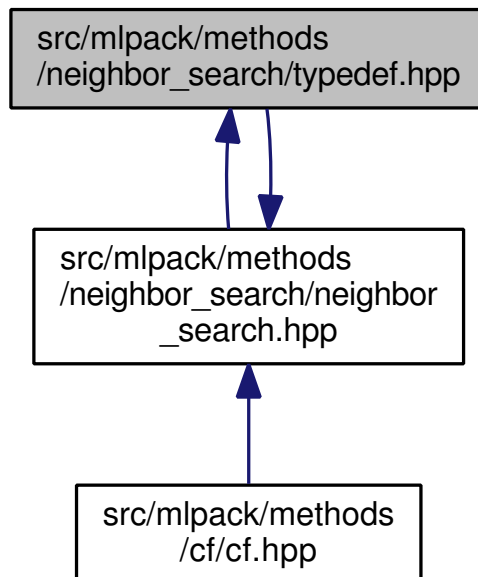 src/mlpack/methods
/neighbor_search/typedef.hpp
src/mlpack/methods
/neighbor_search/neighbor
_search.hpp
src/mlpack/methods
/cf/cf.hpp